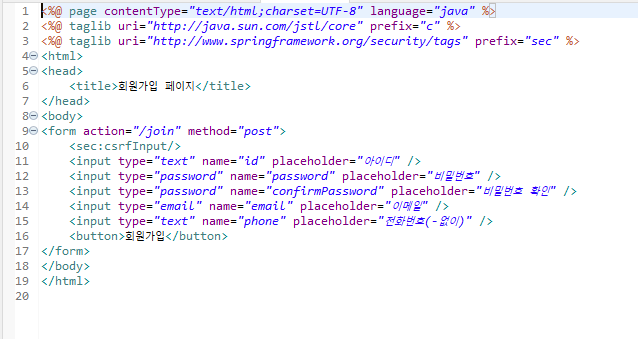 1 <%@ page contentType="text/html;charset=UTF-8" language="java" %>
2 <%@ taglib uri="http://java.sun.com/jstl/core" prefix="c" %>
3 <%@ taglib uri="http://www.springframework.org/security/tags" prefix="sec" %>
4 <html>
5 <head>
6     <title>회원가입 페이지</title>
7 </head>
8 <body>
9 <form action="/join" method="post">
10     <sec:csrfInput/>
11     <input type="text" name="id" placeholder="아이디" />
12     <input type="password" name="password" placeholder="비밀번호" />
13     <input type="password" name="confirmPassword" placeholder="비밀번호 확인" />
14     <input type="email" name="email" placeholder="이메일" />
15     <input type="text" name="phone" placeholder="전화번호(-없이)" />
16     <button>회원가입</button>
17 </form>
18 </body>
19 </html>
20